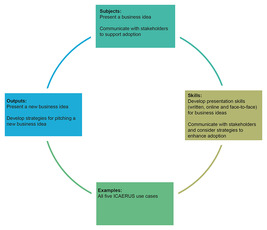 Subjects:
Present a business idea
Communicate with stakeholders
to support adoption
Outputs:
Present a new business idea
Develop strategies for pitching a
new business idea
Skills:
Develop presentation skills
(written, online and face-to-face)
for business ideas
Communicate with stakeholders
and consider strategies to
enhance adoption
Examples:
All five ICAERUS use cases